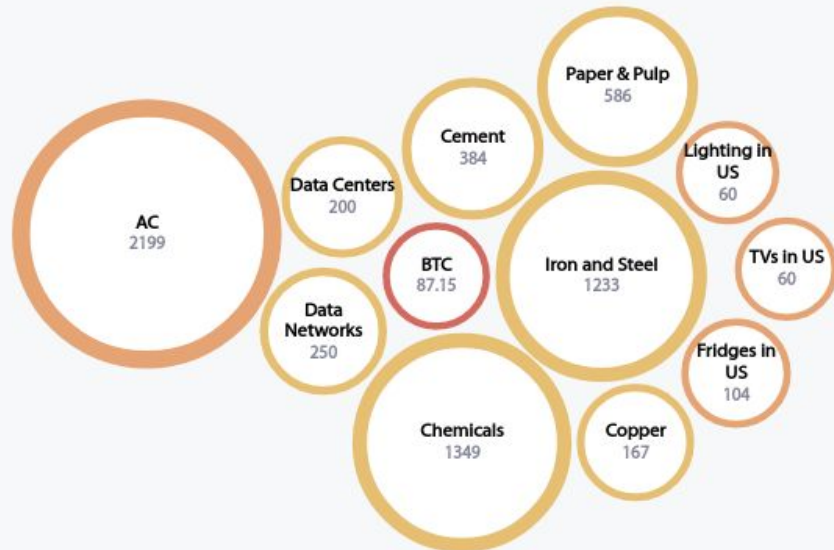 Paper & Pulp
586
Cement
384
Lighting in
US
60
Data Centers
200
AC
2199
BTC
87.15
Iron and Steel
1233
TVs in US
60
Data
Networks
250
Fridges in
US
104
Chemicals
1349
Copper
167